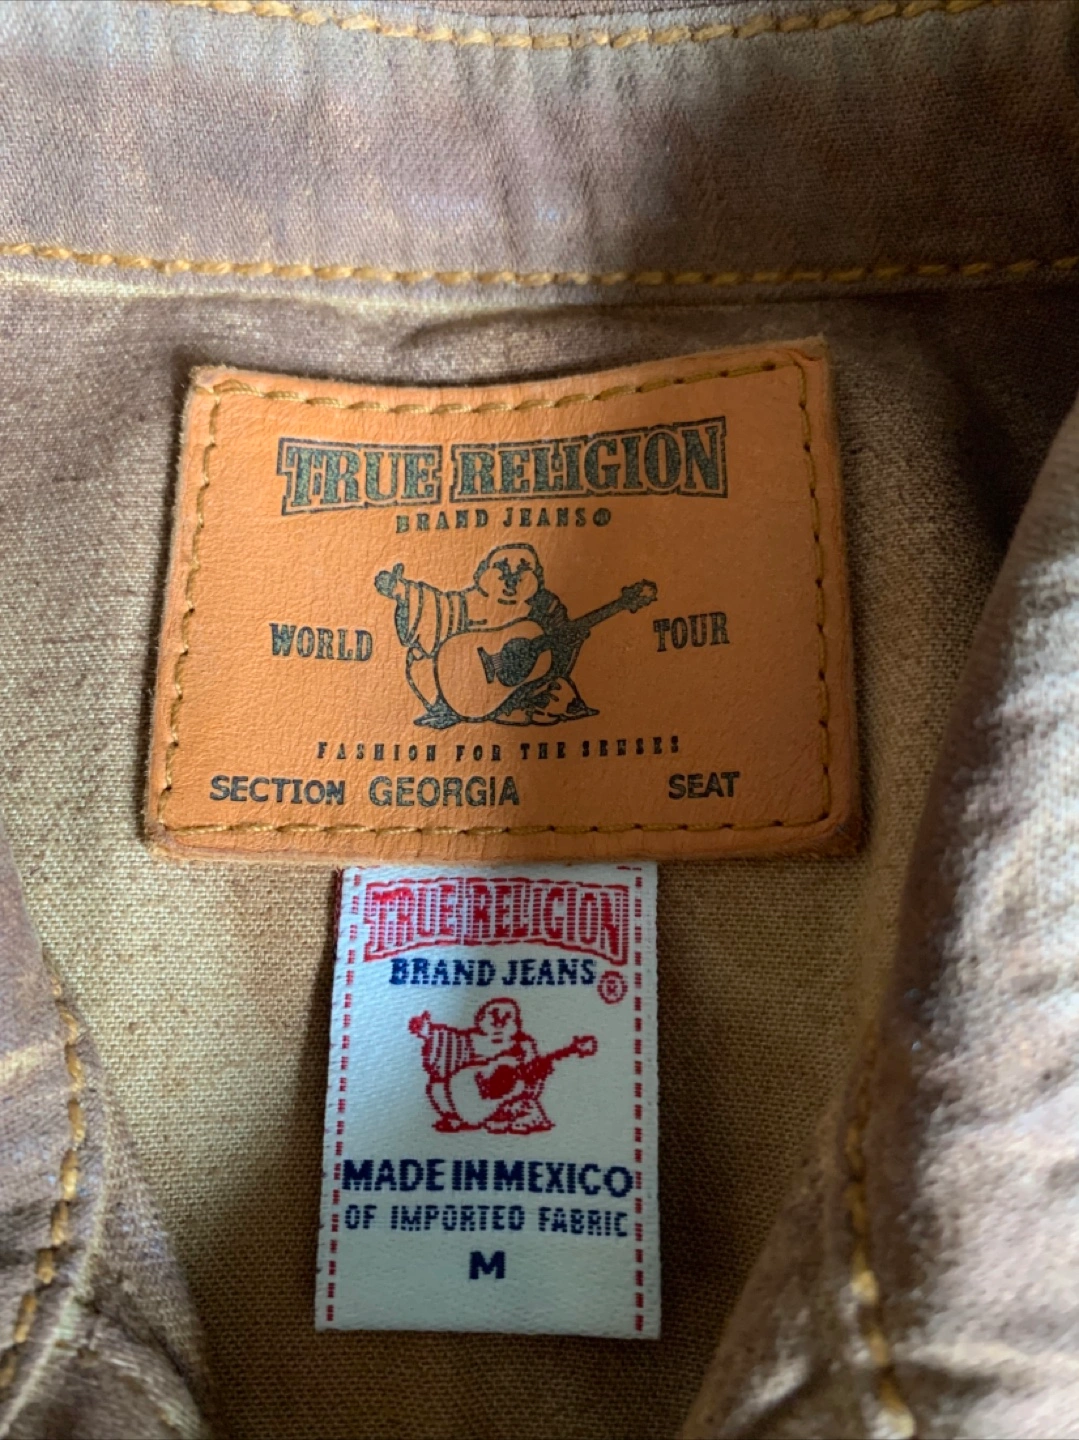 TRUE RELIGION
BRAND JEANS®
WORLD TOUR
FASHION FOR THE SENSES
SECTION GEORGIA SEAT
TRUE RELIGION
BRAND JEANS®
MADE IN MEXICO
OF IMPORTED FABRIC
M